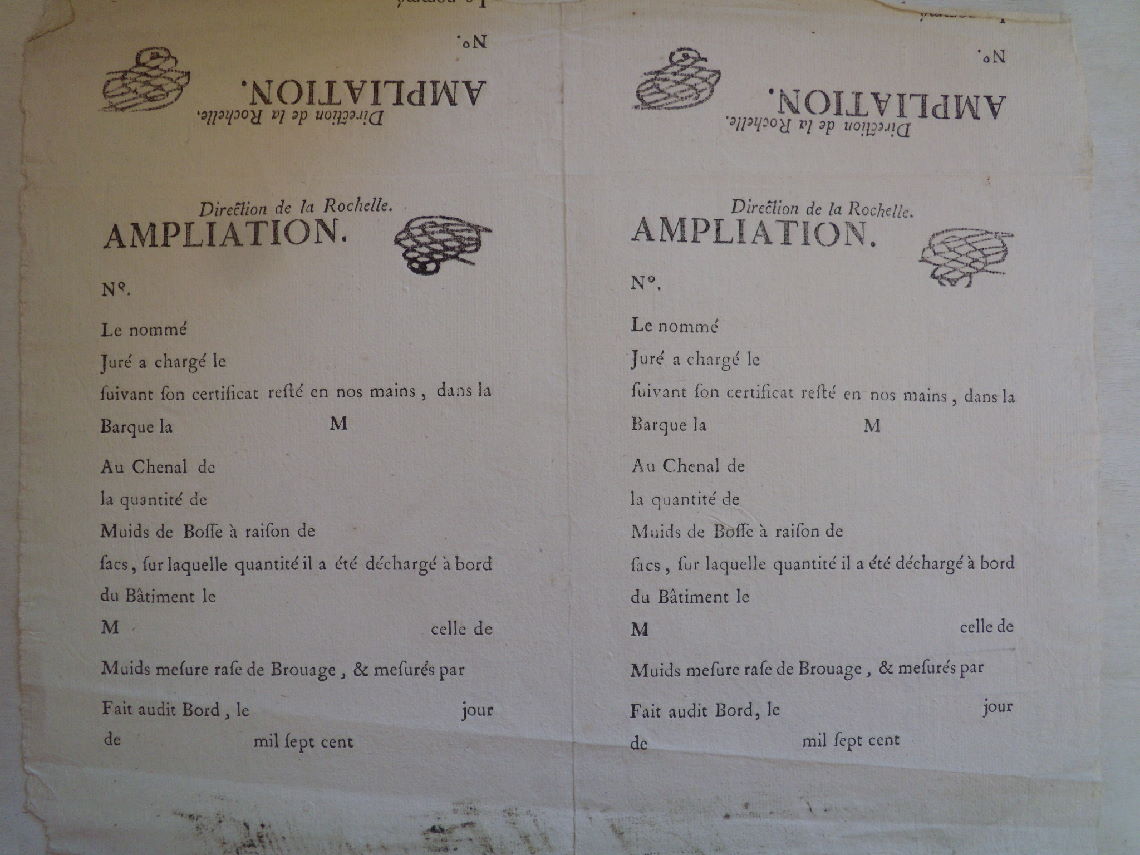 Le nommé
Nº.
AMPLIATION.
Direction de la Rochelle.
Nº.
AMPLIATION.
Direction de la Rochelle.
Direction de la Rochelle.
AMPLIATION.
Nº.
Le nommé
Juré a chargé le
ſuivant ſon certificat reſté en nos mains, dans la
Barque la M
Au Chenal de
la quantité de
Muids de Boſſe à raiſon de
ſacs, ſur laquelle quantité il a été déchargé à bord
du Bâtiment le
M celle de
Muids meſure raſe de Brouage, & meſurés par
Fait audit Bord, le jour
de mil ſept cent
Direction de la Rochelle.
AMPLIATION.
Nº.
Le nommé
Juré a chargé le
ſuivant ſon certificat reſté en nos mains, dans la
Barque la M
Au Chenal de
la quantité de
Muids de Boſſe à raiſon de
ſacs, ſur laquelle quantité il a été déchargé à bord
du Bâtiment le
M celle de
Muids meſure raſe de Brouage, & meſurés par
Fait audit Bord, le jour
de mil ſept cent